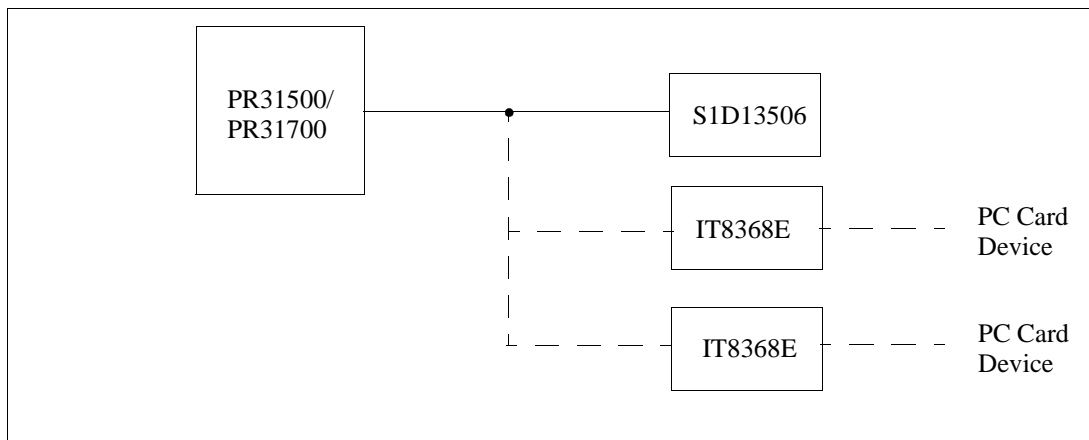 PR31500/
PR31700
S1D13506
IT8368E
PC Card
Device
IT8368E
PC Card
Device